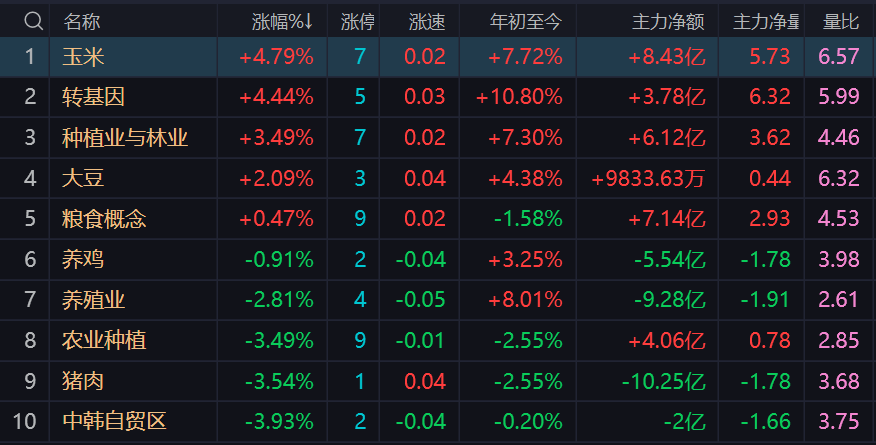 名称 涨幅%↓ 涨停 涨速 年初至今 主力净额 主力净量 量比
1 玉米 +4.79% 7 0.02 +7.72% +8.43亿 5.73 6.57
2 转基因 +4.44% 5 0.03 +10.80% +3.78亿 6.32 5.99
3 种植业与林业 +3.49% 7 0.02 +7.30% +6.12亿 3.62 4.46
4 大豆 +2.09% 3 0.04 +4.38% +9833.63万 0.44 6.32
5 粮食概念 +0.47% 9 0.02 -1.58% +7.14亿 2.93 4.53
6 养鸡 -0.91% 2 -0.04 +3.25% -5.54亿 -1.78 3.98
7 养殖业 -2.81% 4 -0.05 +8.01% -9.28亿 -1.91 2.61
8 农业种植 -3.49% 9 -0.01 -2.55% +4.06亿 0.78 2.85
9 猪肉 -3.54% 1 0.04 -2.55% -10.25亿 -1.78 3.68
10 中韩自贸区 -3.93% 2 -0.04 -0.20% -2亿 -1.66 3.75